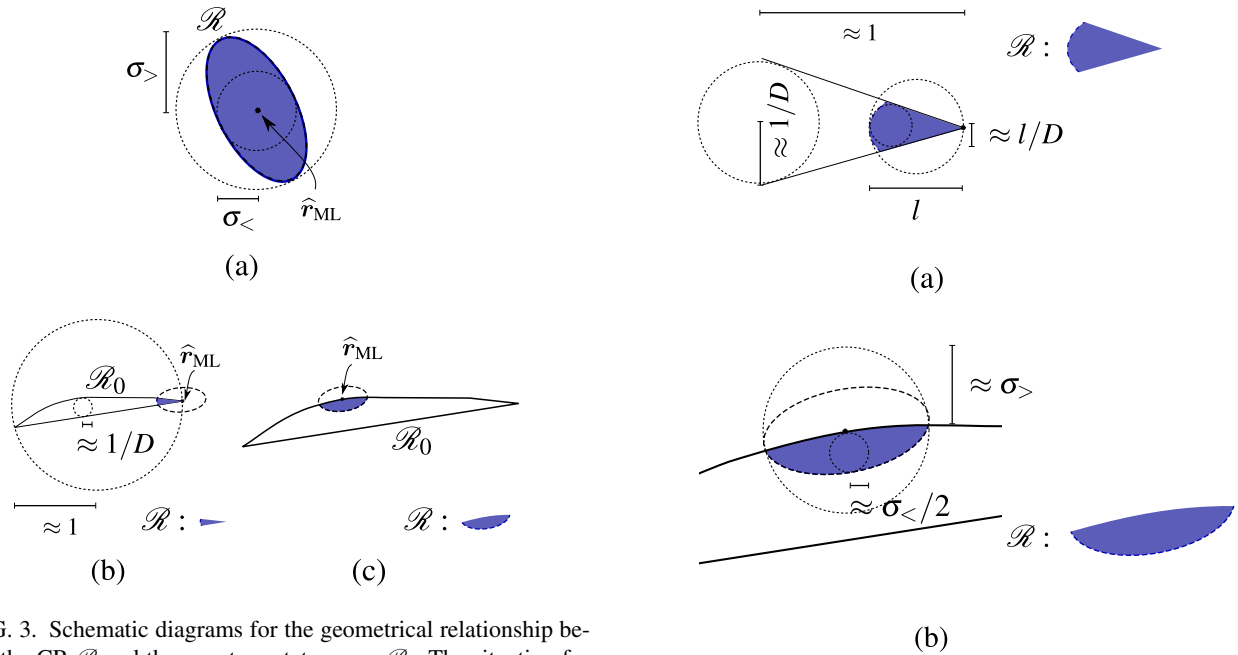 ℛ
σ>
σ<
r̂ML
(a)
r̂ML
ℛ0
≈ 1/D
≈ 1
ℛ :
(b)
r̂ML
ℛ0
ℛ :
(c)
G. 3. Schematic diagrams for the geometrical relationship be-
≈ 1
ℛ :
≈ 1/D
≈ l/D
l
(a)
≈ σ>
≈ σ</2
ℛ :
(b)